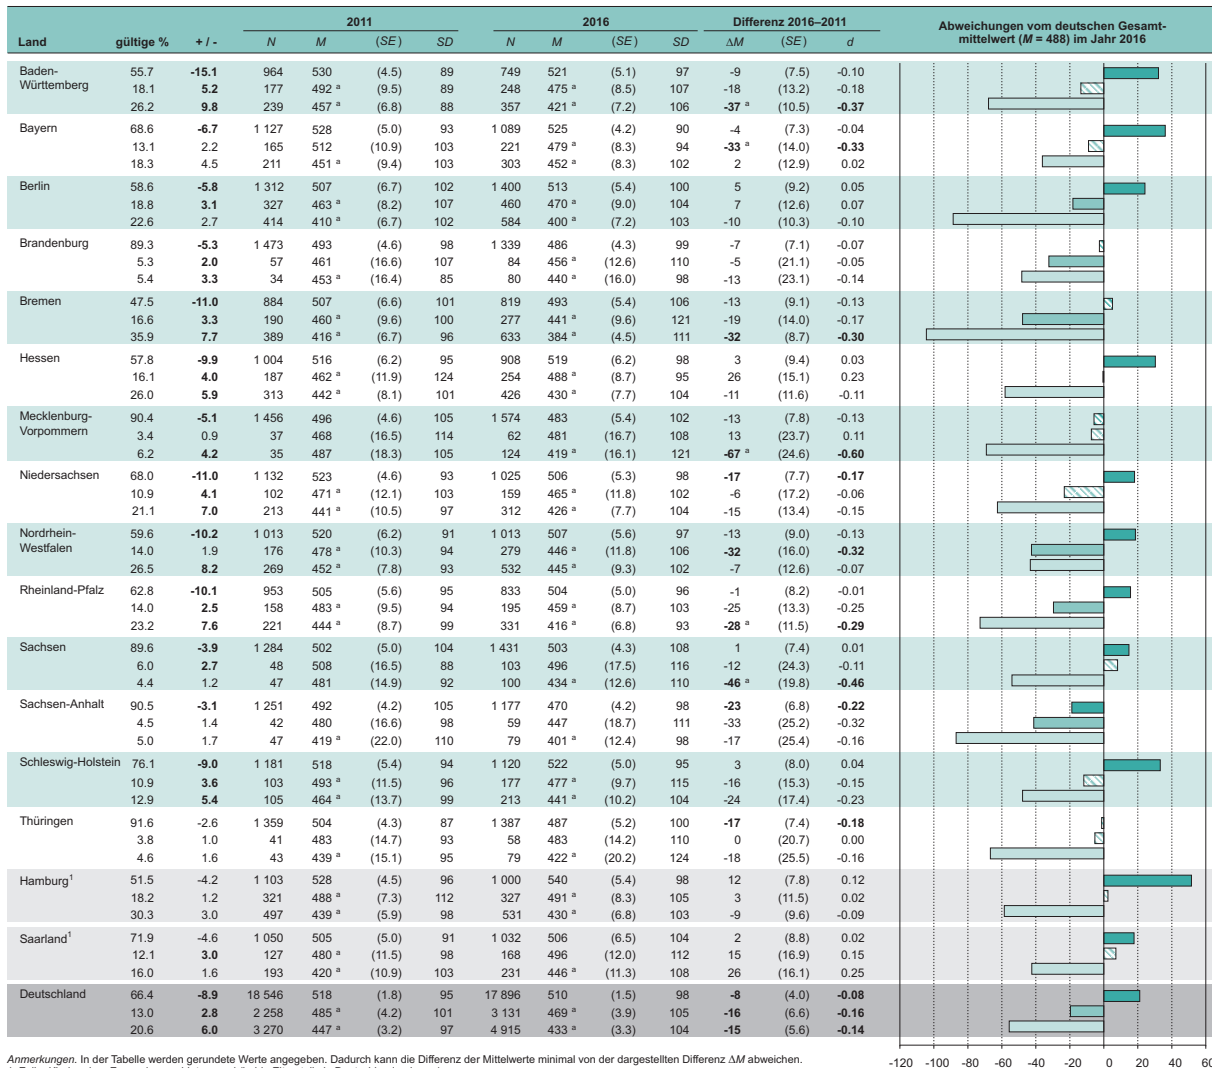 2011 2016 Differenz 2016–2011 Abweichungen vom deutschen Gesamt-
mittelwert (M = 488) im Jahr 2016
Land gültige % + / - N M (SE) SD N M (SE) SD ΔM (SE) d
Baden- 55.7 -15.1 964 530 (4.5) 89 749 521 (5.1) 97 -9 (7.5) -0.10
Württemberg 18.1 5.2 177 492 a (9.5) 89 248 475 a (8.5) 107 -18 (13.2) -0.18
26.2 9.8 239 457 a (6.8) 88 357 421 a (7.2) 106 -37 a (10.5) -0.37
Bayern 68.6 -6.7 1 127 528 (5.0) 93 1 089 525 (4.2) 90 -4 (7.3) -0.04
13.1 2.2 165 512 (10.9) 103 221 479 a (8.3) 94 -33 a (14.0) -0.33
18.3 4.5 211 451 a (9.4) 103 303 452 a (8.3) 102 2 (12.9) 0.02
Berlin 58.6 -5.8 1 312 507 (6.7) 102 1 400 513 (5.4) 100 5 (9.2) 0.05
18.8 3.1 327 463 a (8.2) 107 460 470 a (9.0) 104 7 (12.6) 0.07
22.6 2.7 414 410 a (6.7) 102 584 400 a (7.2) 103 -10 (10.3) -0.10
Brandenburg 89.3 -5.3 1 473 493 (4.6) 98 1 339 486 (4.3) 99 -7 (7.1) -0.07
5.3 2.0 57 461 (16.6) 107 84 456 a (12.6) 110 -5 (21.1) -0.05
5.4 3.3 34 453 a (16.4) 85 80 440 a (16.0) 98 -13 (23.1) -0.14
Bremen 47.5 -11.0 884 507 (6.6) 101 819 493 (5.4) 106 -13 (9.1) -0.13
16.6 3.3 190 460 a (9.6) 100 277 441 a (9.6) 121 -19 (14.0) -0.17
35.9 7.7 389 416 a (6.7) 96 633 384 a (4.5) 111 -32 (8.7) -0.30
Hessen 57.8 -9.9 1 004 516 (6.2) 95 908 519 (6.2) 98 3 (9.4) 0.03
16.1 4.0 187 462 a (11.9) 124 254 488 a (8.7) 95 26 (15.1) 0.23
26.0 5.9 313 442 a (8.1) 101 426 430 a (7.7) 104 -11 (11.6) -0.11
Mecklenburg- 90.4 -5.1 1 456 496 (4.6) 105 1 574 483 (5.4) 102 -13 (7.8) -0.13
Vorpommern 3.4 0.9 37 468 (16.5) 114 62 481 (16.7) 108 13 (23.7) 0.11
6.2 4.2 35 487 (18.3) 105 124 419 a (16.1) 121 -67 a (24.6) -0.60
Niedersachsen 68.0 -11.0 1 132 523 (4.6) 93 1 025 506 (5.3) 98 -17 (7.7) -0.17
10.9 4.1 102 471 a (12.1) 103 159 465 a (11.8) 102 -6 (17.2) -0.06
21.1 7.0 213 441 a (10.5) 97 312 426 a (7.7) 104 -15 (13.4) -0.15
Nordrhein- 59.6 -10.2 1 013 520 (6.2) 91 1 013 507 (5.6) 97 -13 (9.0) -0.13
Westfalen 14.0 1.9 176 478 a (10.3) 94 279 446 a (11.8) 106 -32 (16.0) -0.32
26.5 8.2 269 452 a (7.8) 93 532 445 a (9.3) 102 -7 (12.6) -0.07
Rheinland-Pfalz 62.8 -10.1 953 505 (5.6) 95 833 504 (5.0) 96 -1 (8.2) -0.01
14.0 2.5 158 483 a (9.5) 94 195 459 a (8.7) 103 -25 (13.3) -0.25
23.2 7.6 221 444 a (8.7) 99 331 416 a (6.8) 93 -28 a (11.5) -0.29
Sachsen 89.6 -3.9 1 284 502 (5.0) 104 1 431 503 (4.3) 108 1 (7.4) 0.01
6.0 2.7 48 508 (16.5) 88 103 496 (17.5) 116 -12 (24.3) -0.11
4.4 1.2 47 481 (14.9) 92 100 434 a (12.6) 110 -46 a (19.8) -0.46
Sachsen-Anhalt 90.5 -3.1 1 251 492 (4.2) 105 1 177 470 (4.2) 98 -23 (6.8) -0.22
4.5 1.4 42 480 (16.6) 98 59 447 (18.7) 111 -33 (25.2) -0.32
5.0 1.7 47 419 a (22.0) 110 79 401 a (12.4) 98 -17 (25.4) -0.16
Schleswig-Holstein 76.1 -9.0 1 181 518 (5.4) 94 1 120 522 (5.0) 95 3 (8.0) 0.04
10.9 3.6 103 493 a (11.5) 96 177 477 a (9.7) 115 -16 (15.3) -0.15
12.9 5.4 105 464 a (13.7) 99 213 441 a (10.2) 104 -24 (17.4) -0.23
Thüringen 91.6 -2.6 1 359 504 (4.3) 87 1 387 487 (5.2) 100 -17 (7.4) -0.18
3.8 1.0 41 483 (14.7) 93 58 483 (14.2) 110 0 (20.7) 0.00
4.6 1.6 43 439 a (15.1) 95 79 422 a (20.2) 124 -18 (25.5) -0.16
Hamburg1 51.5 -4.2 1 103 528 (4.5) 96 1 000 540 (5.4) 98 12 (7.8) 0.12
18.2 1.2 321 488 a (7.3) 112 327 491 a (8.3) 105 3 (11.5) 0.02
30.3 3.0 497 439 a (5.9) 98 531 430 a (6.8) 103 -9 (9.6) -0.09
Saarland1 71.9 -4.6 1 050 505 (5.0) 91 1 032 506 (6.5) 104 2 (8.8) 0.02
12.1 3.0 127 480 a (11.5) 98 168 496 (12.0) 112 15 (16.9) 0.15
16.0 1.6 193 420 a (10.9) 103 231 446 a (11.3) 108 26 (16.1) 0.25
Deutschland 66.4 -8.9 18 546 518 (1.8) 95 17 896 510 (1.5) 98 -8 (4.0) -0.08
13.0 2.8 2 258 485 a (4.2) 101 3 131 469 a (3.9) 105 -16 (6.6) -0.16
20.6 6.0 3 270 447 a (3.2) 97 4 915 433 a (3.3) 104 -15 (5.6) -0.14
-120 -100 -80 -60 -40 -20 0 20 40 60
Anmerkungen. In der Tabelle werden gerundete Werte angegeben. Dadurch kann die Differenz der Mittelwerte minimal von der dargestellten Differenz ΔM abweichen.